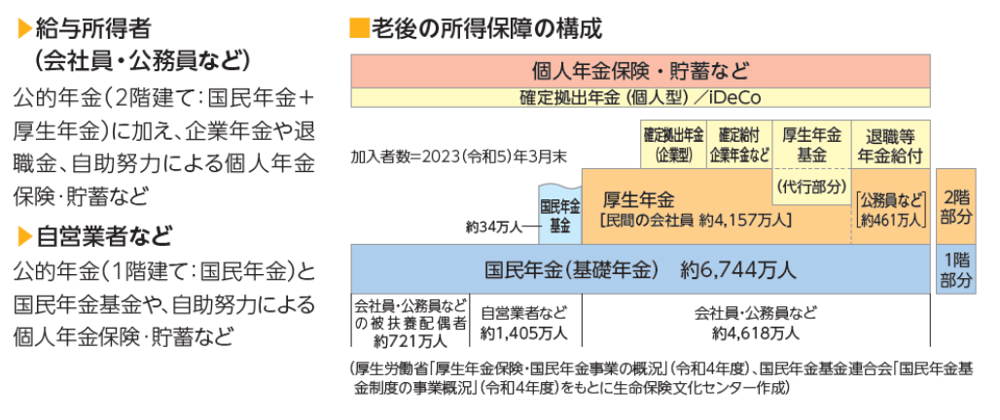 ▶給与所得者
（会社員・公務員など）
公的年金（2階建て：国民年金＋
厚生年金）に加え、企業年金や退
職金、自助努力による個人年金
保険・貯蓄など
▶自営業者など
公的年金（1階建て：国民年金）と
国民年金基金や、自助努力による
個人年金保険・貯蓄など
■老後の所得保障の構成
個人年金保険・貯蓄など
確定拠出年金（個人型）／iDeCo
加入者数＝2023（令和5）年3月末
確定拠出年金
（企業型）
確定給付
企業年金など
厚生年金
基金
（代行部分）
退職等
年金給付
約34万人
国民年金
基金
厚生年金
［民間の会社員 約4,157万人］
［公務員など
約461万人］
2階
部分
国民年金（基礎年金） 約6,744万人
1階
部分
会社員・公務員など
の被扶養配偶者
約721万人
自営業者など
約1,405万人
会社員・公務員など
約4,618万人
（厚生労働省「厚生年金保険・国民年金事業の概況」（令和4年度）、国民年金基金連合会「国民年金基
金制度の事業概況」（令和4年度）をもとに生命保険文化センター作成）